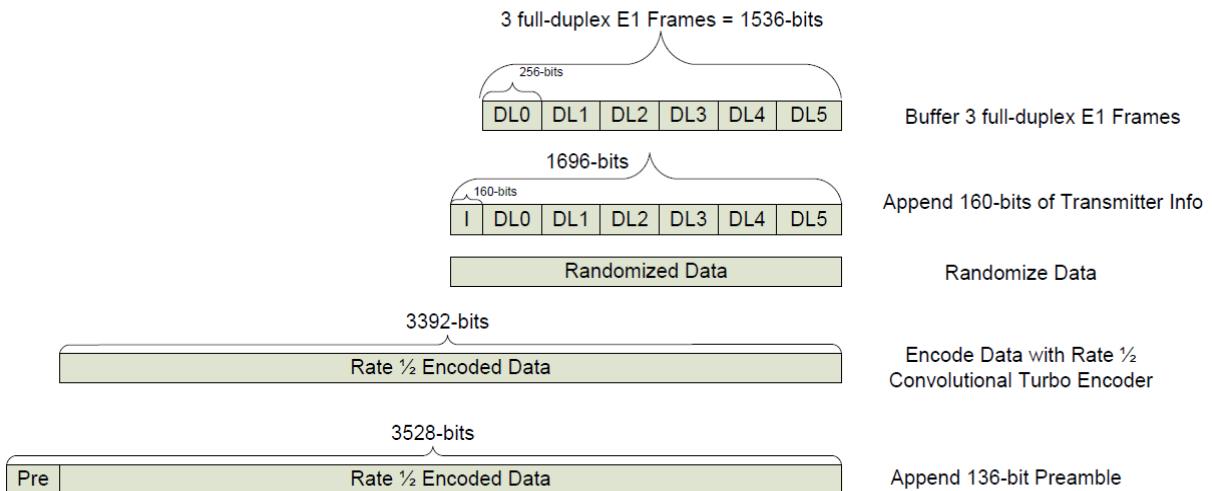 3 full-duplex E1 Frames = 1536-bits
256-bits
DL0 DL1 DL2 DL3 DL4 DL5
Buffer 3 full-duplex E1 Frames
1696-bits
160-bits
I DL0 DL1 DL2 DL3 DL4 DL5
Append 160-bits of Transmitter Info
Randomized Data
Randomize Data
3392-bits
Rate ½ Encoded Data
Encode Data with Rate ½
Convolutional Turbo Encoder
3528-bits
Pre Rate ½ Encoded Data
Append 136-bit Preamble